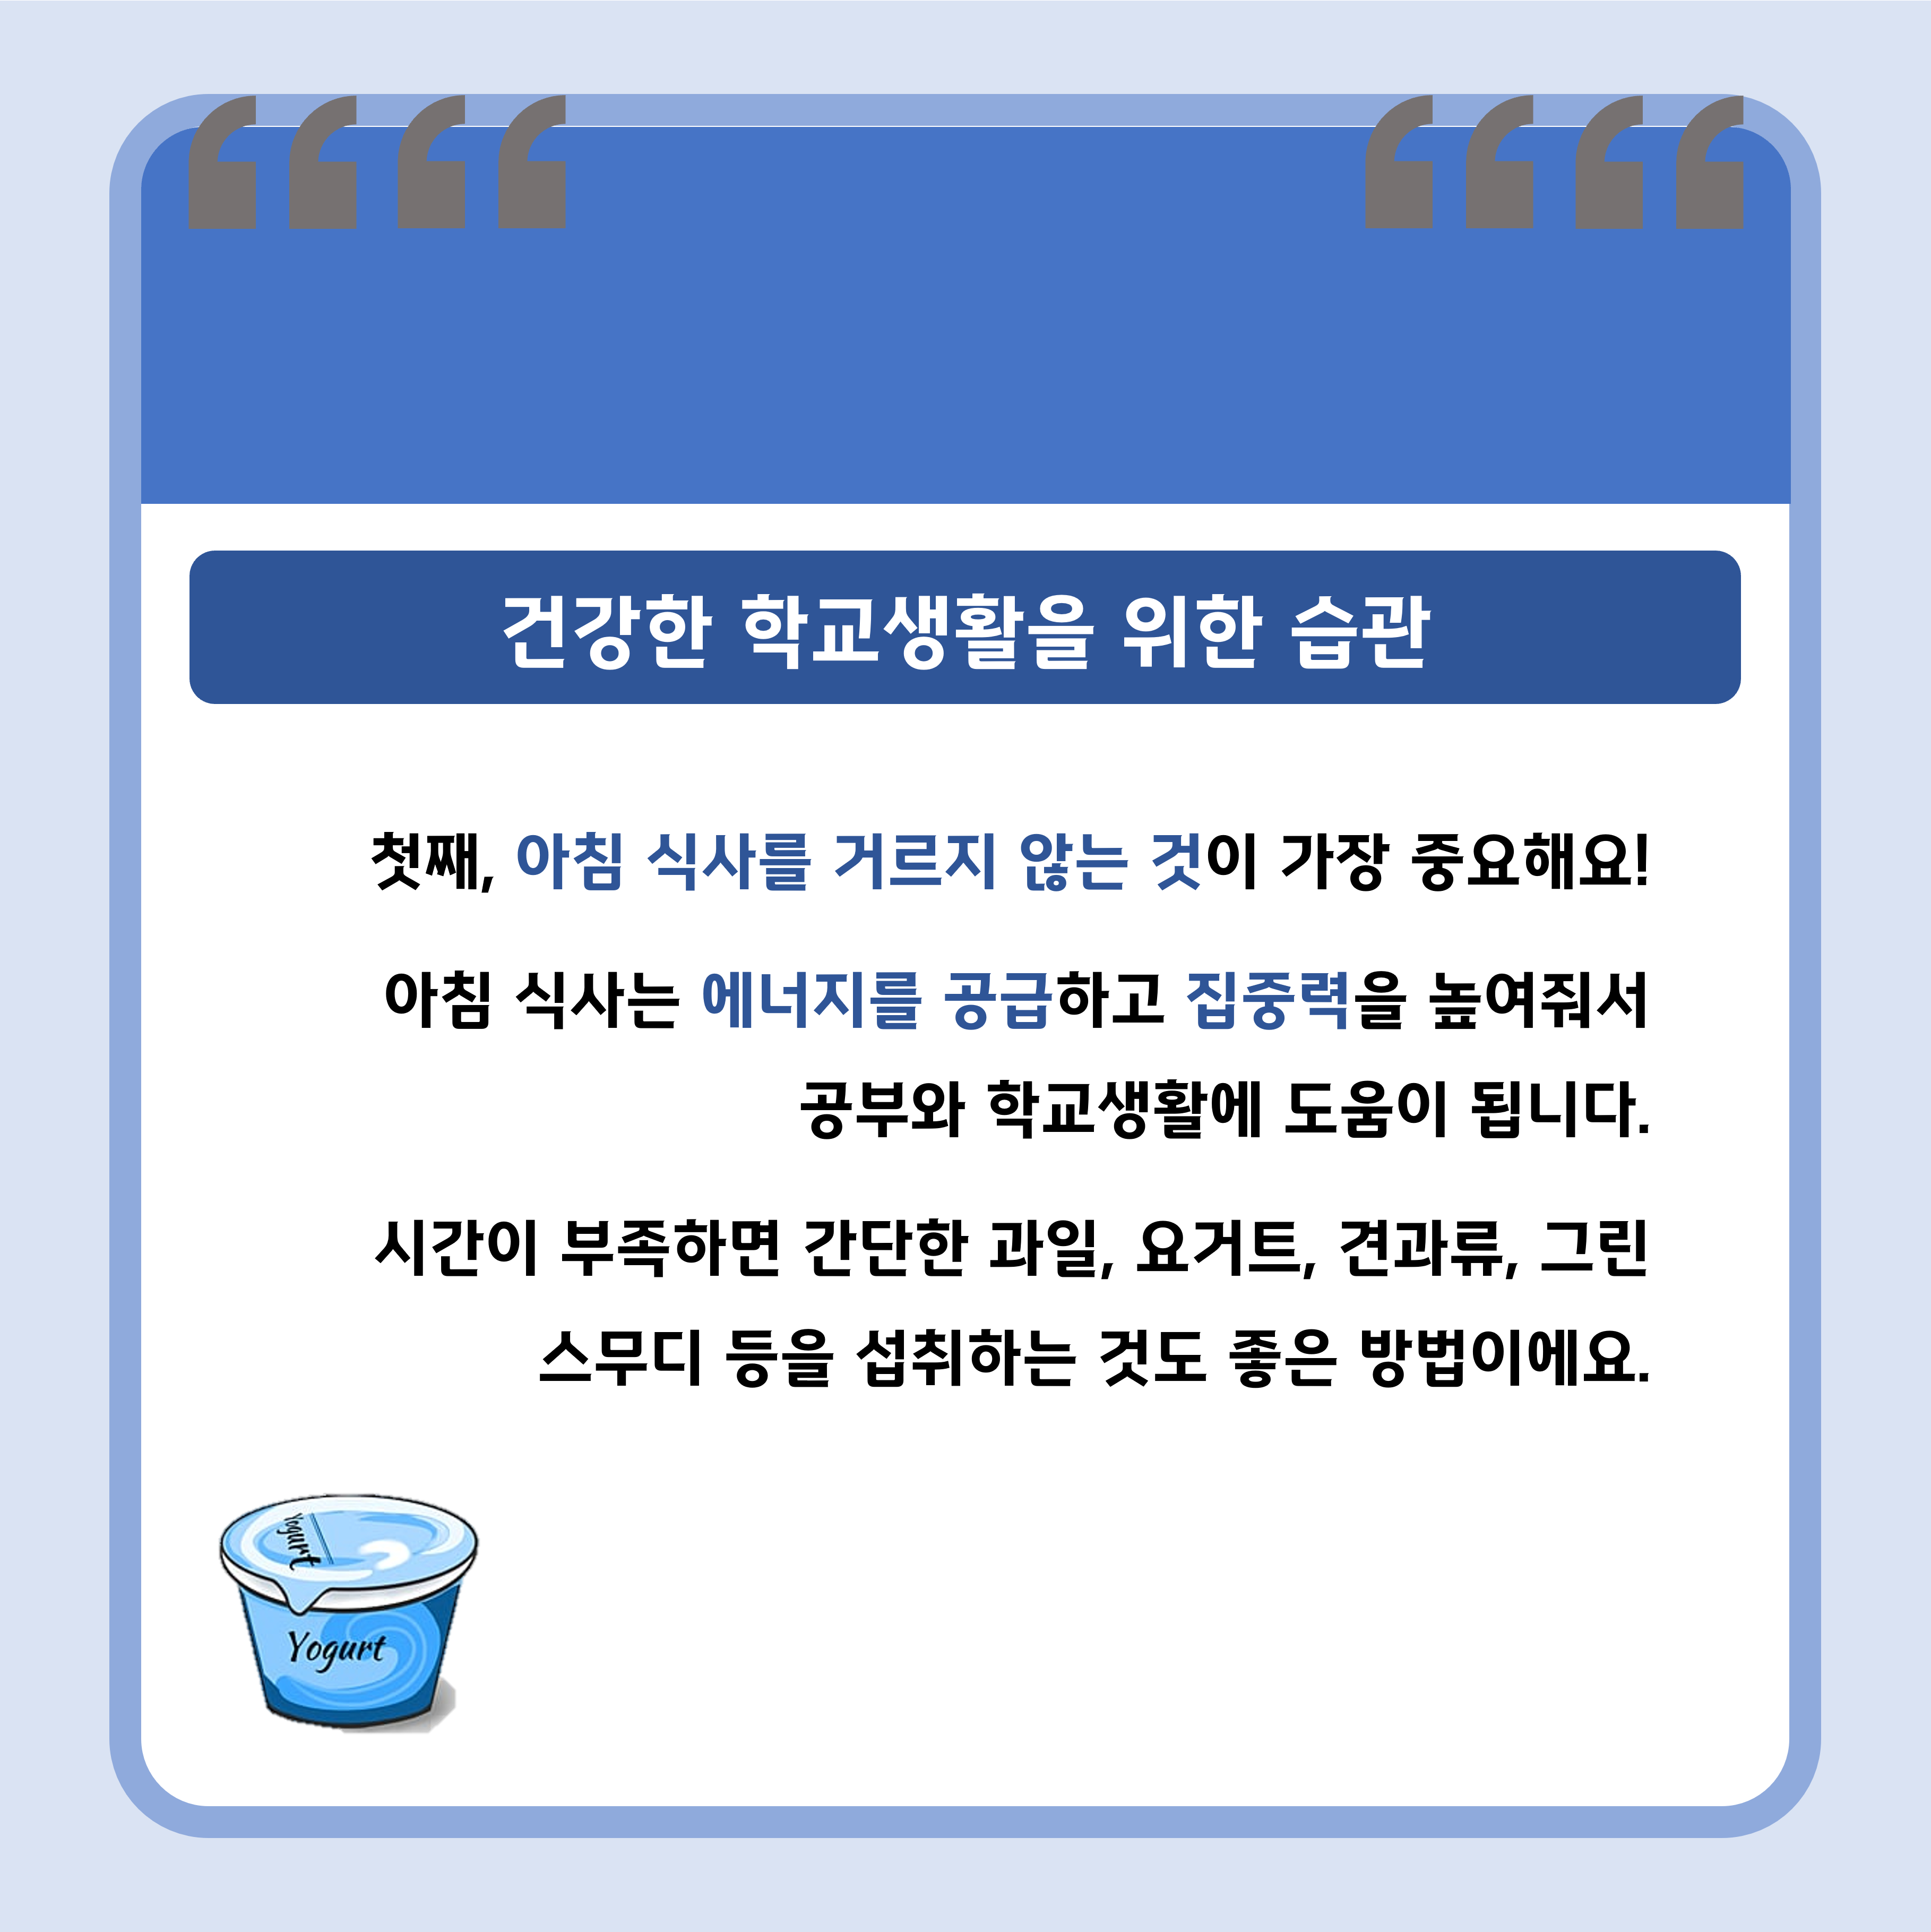 건강한 학교생활을 위한 습관
첫째, 아침 식사를 거르지 않는 것이 가장 중요해요!
아침 식사는 에너지를 공급하고 집중력을 높여줘서
공부와 학교생활에 도움이 됩니다.
시간이 부족하면 간단한 과일, 요거트, 견과류, 그린
스무디 등을 섭취하는 것도 좋은 방법이에요.
Yogurt
Yogurt